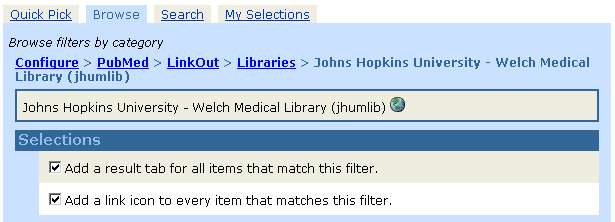 Quick Pick Browse Search My Selections
Browse filters by category
Configure > PubMed > LinkOut > Libraries > Johns Hopkins University - Welch Medical
Library (jhumlib)
Johns Hopkins University - Welch Medical Library (jhumlib)
Selections
Add a result tab for all items that match this filter.
Add a link icon to every item that matches this filter.